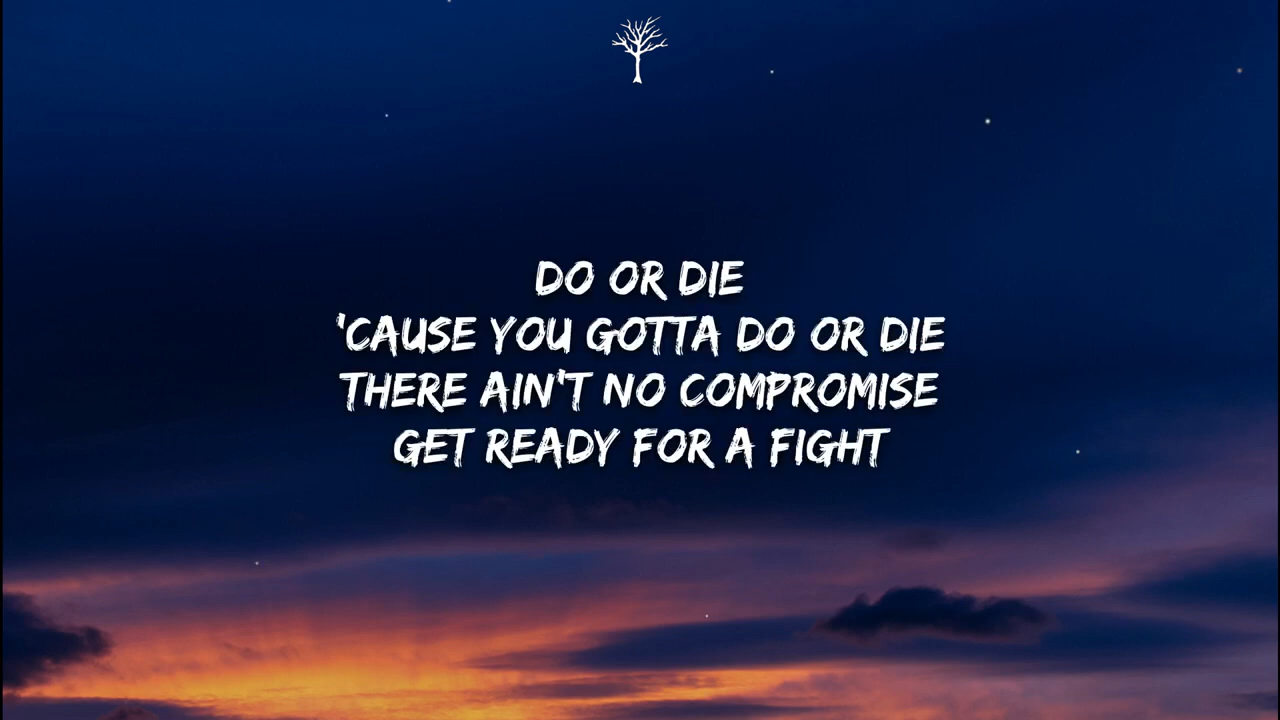 DO OR DIE
'CAUSE YOU GOTTA DO OR DIE
THERE AIN'T NO COMPROMISE
GET READY FOR A FIGHT